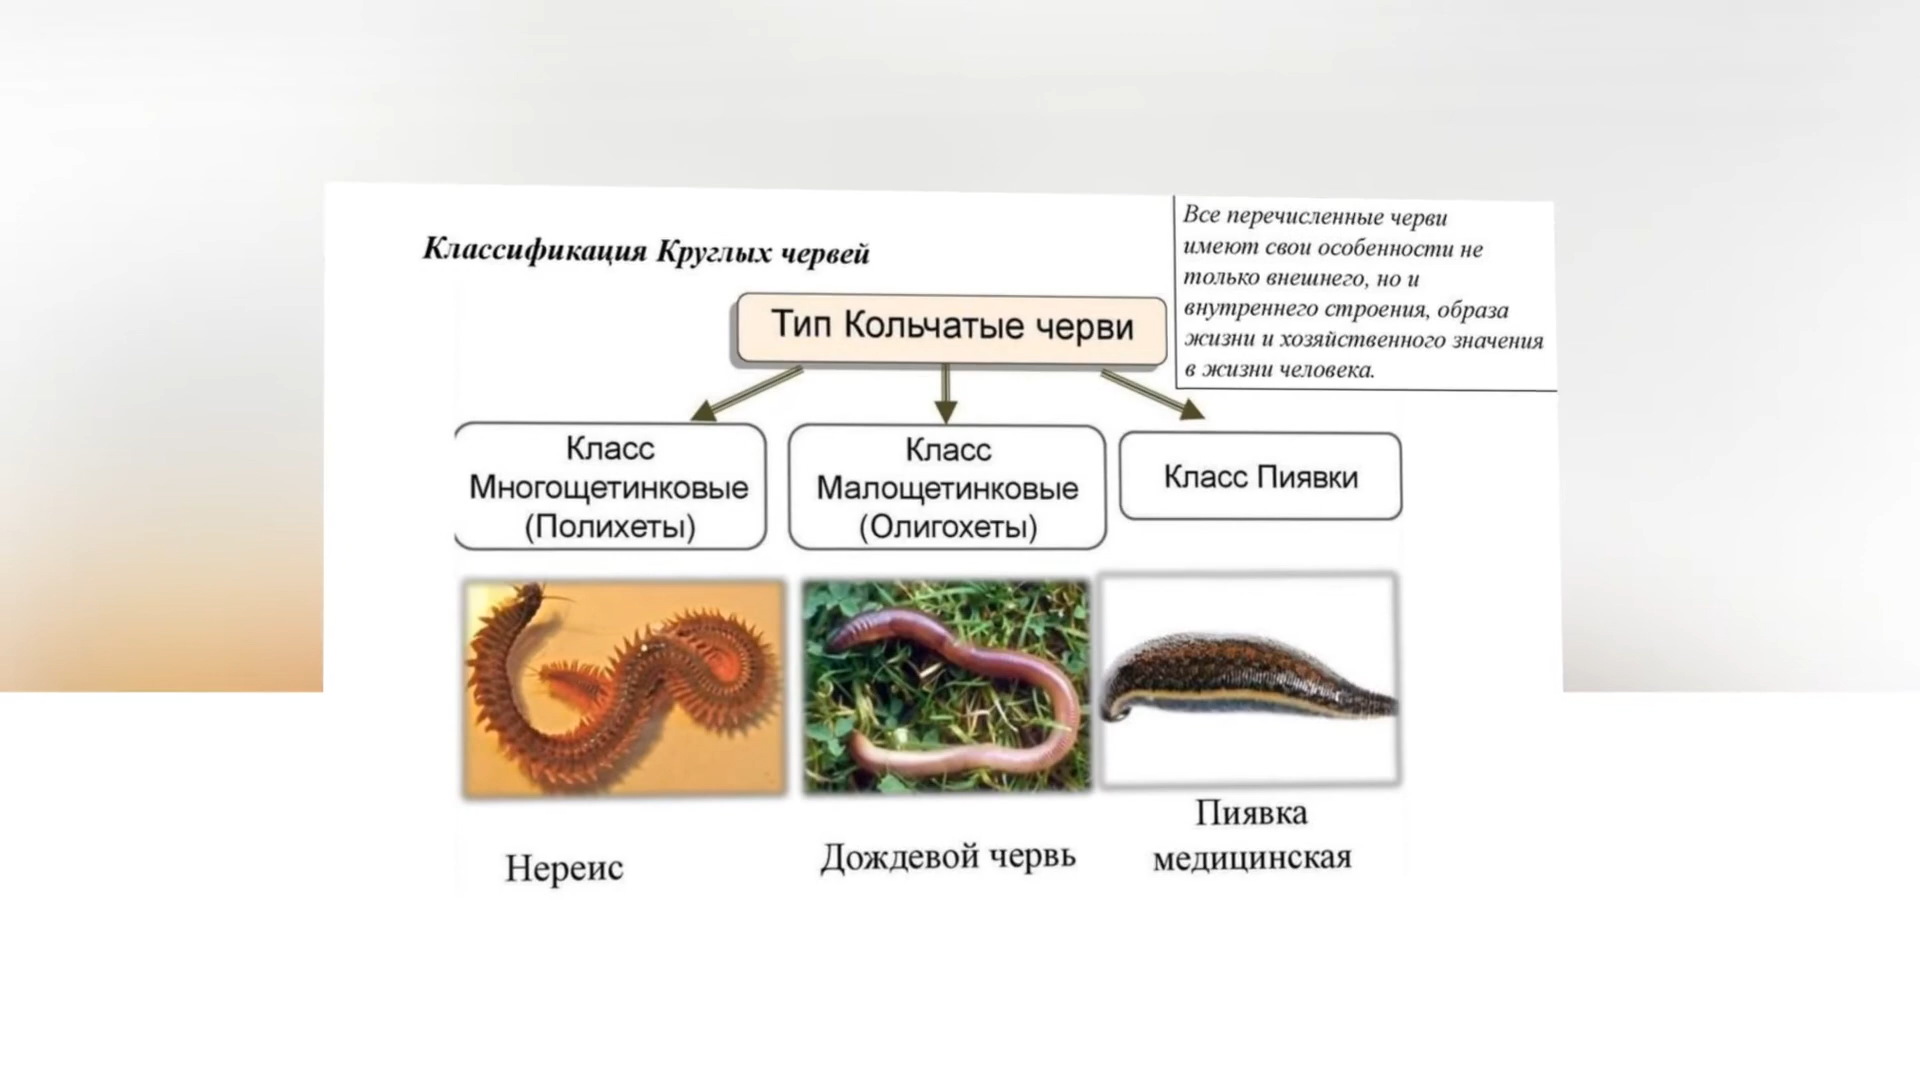 Классификация Круглых червей
Все перечисленные черви
имеют свои особенности не
только внешнего, но и
внутреннего строения, образа
жизни и хозяйственного значения
в жизни человека.
Тип Кольчатые черви
Класс
Многощетинковые
(Полихеты)
Класс
Малощетинковые
(Олигохеты)
Класс Пиявки
Нереис
Дождевой червь
Пиявка
медицинская